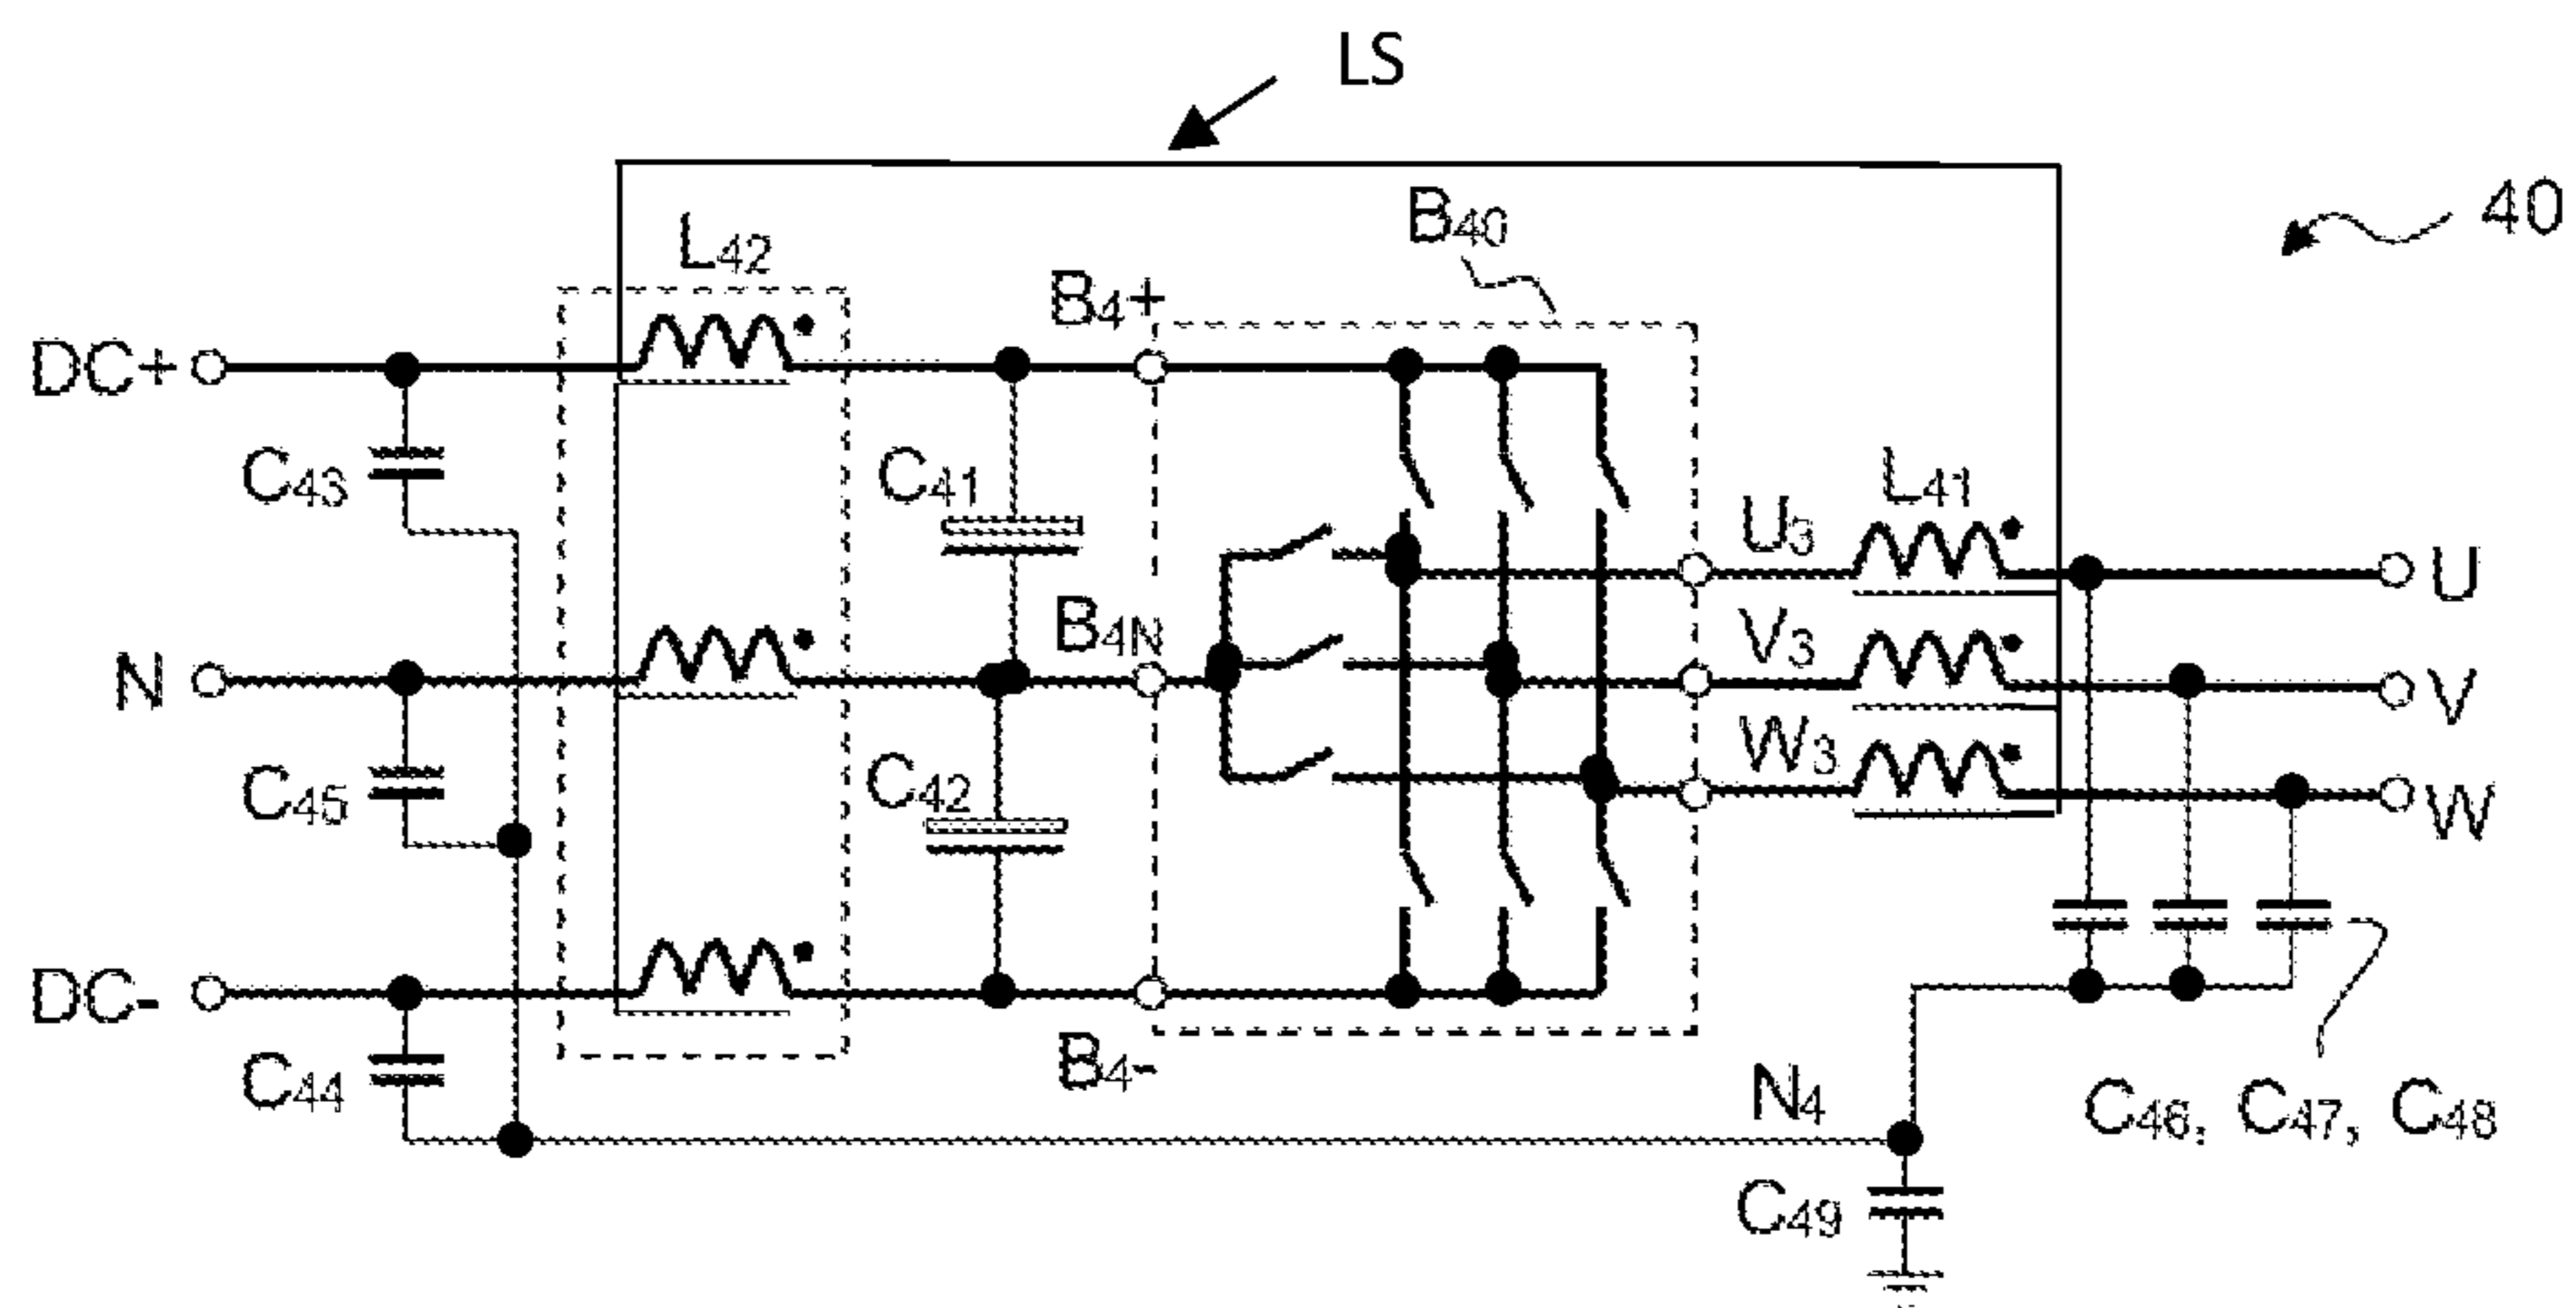 LS
40
B40
L42
B4+
DC+
C43
C41
L41
U3
U
B4N
V3
N
V
W3
C45
C42
W
DC-
B4-
C44
N4
C46, C47, C48
C49